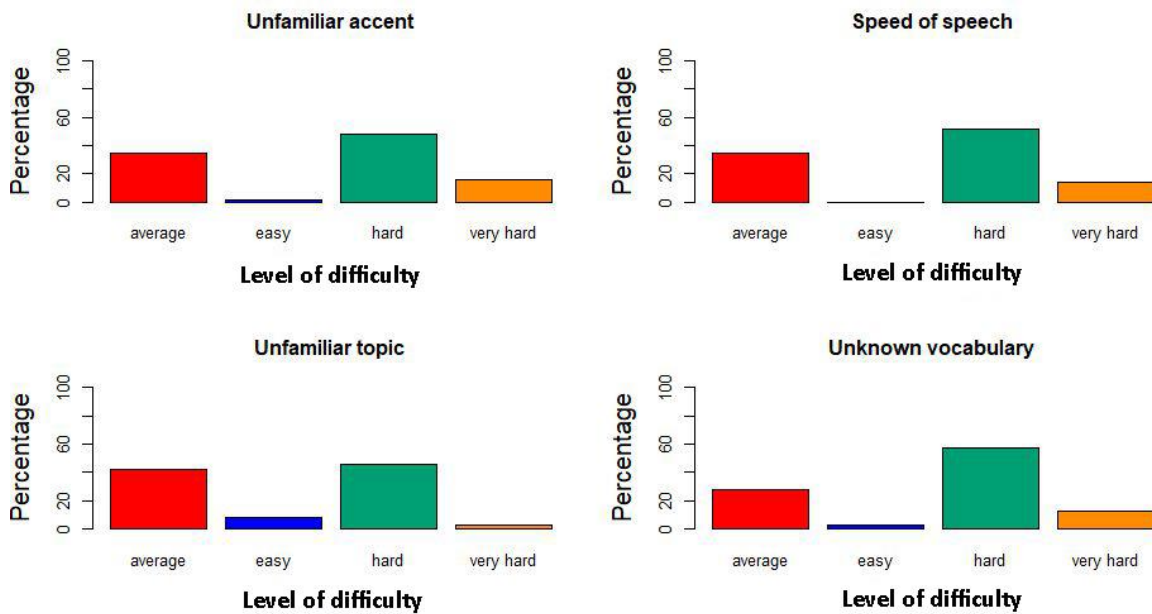 Unfamiliar accent
Percentage
0 20 60 100
average easy hard very hard
Level of difficulty
Speed of speech
Percentage
0 20 60 100
average easy hard very hard
Level of difficulty
Unfamiliar topic
Percentage
0 20 60 100
average easy hard very hard
Level of difficulty
Unknown vocabulary
Percentage
0 20 60 100
average easy hard very hard
Level of difficulty